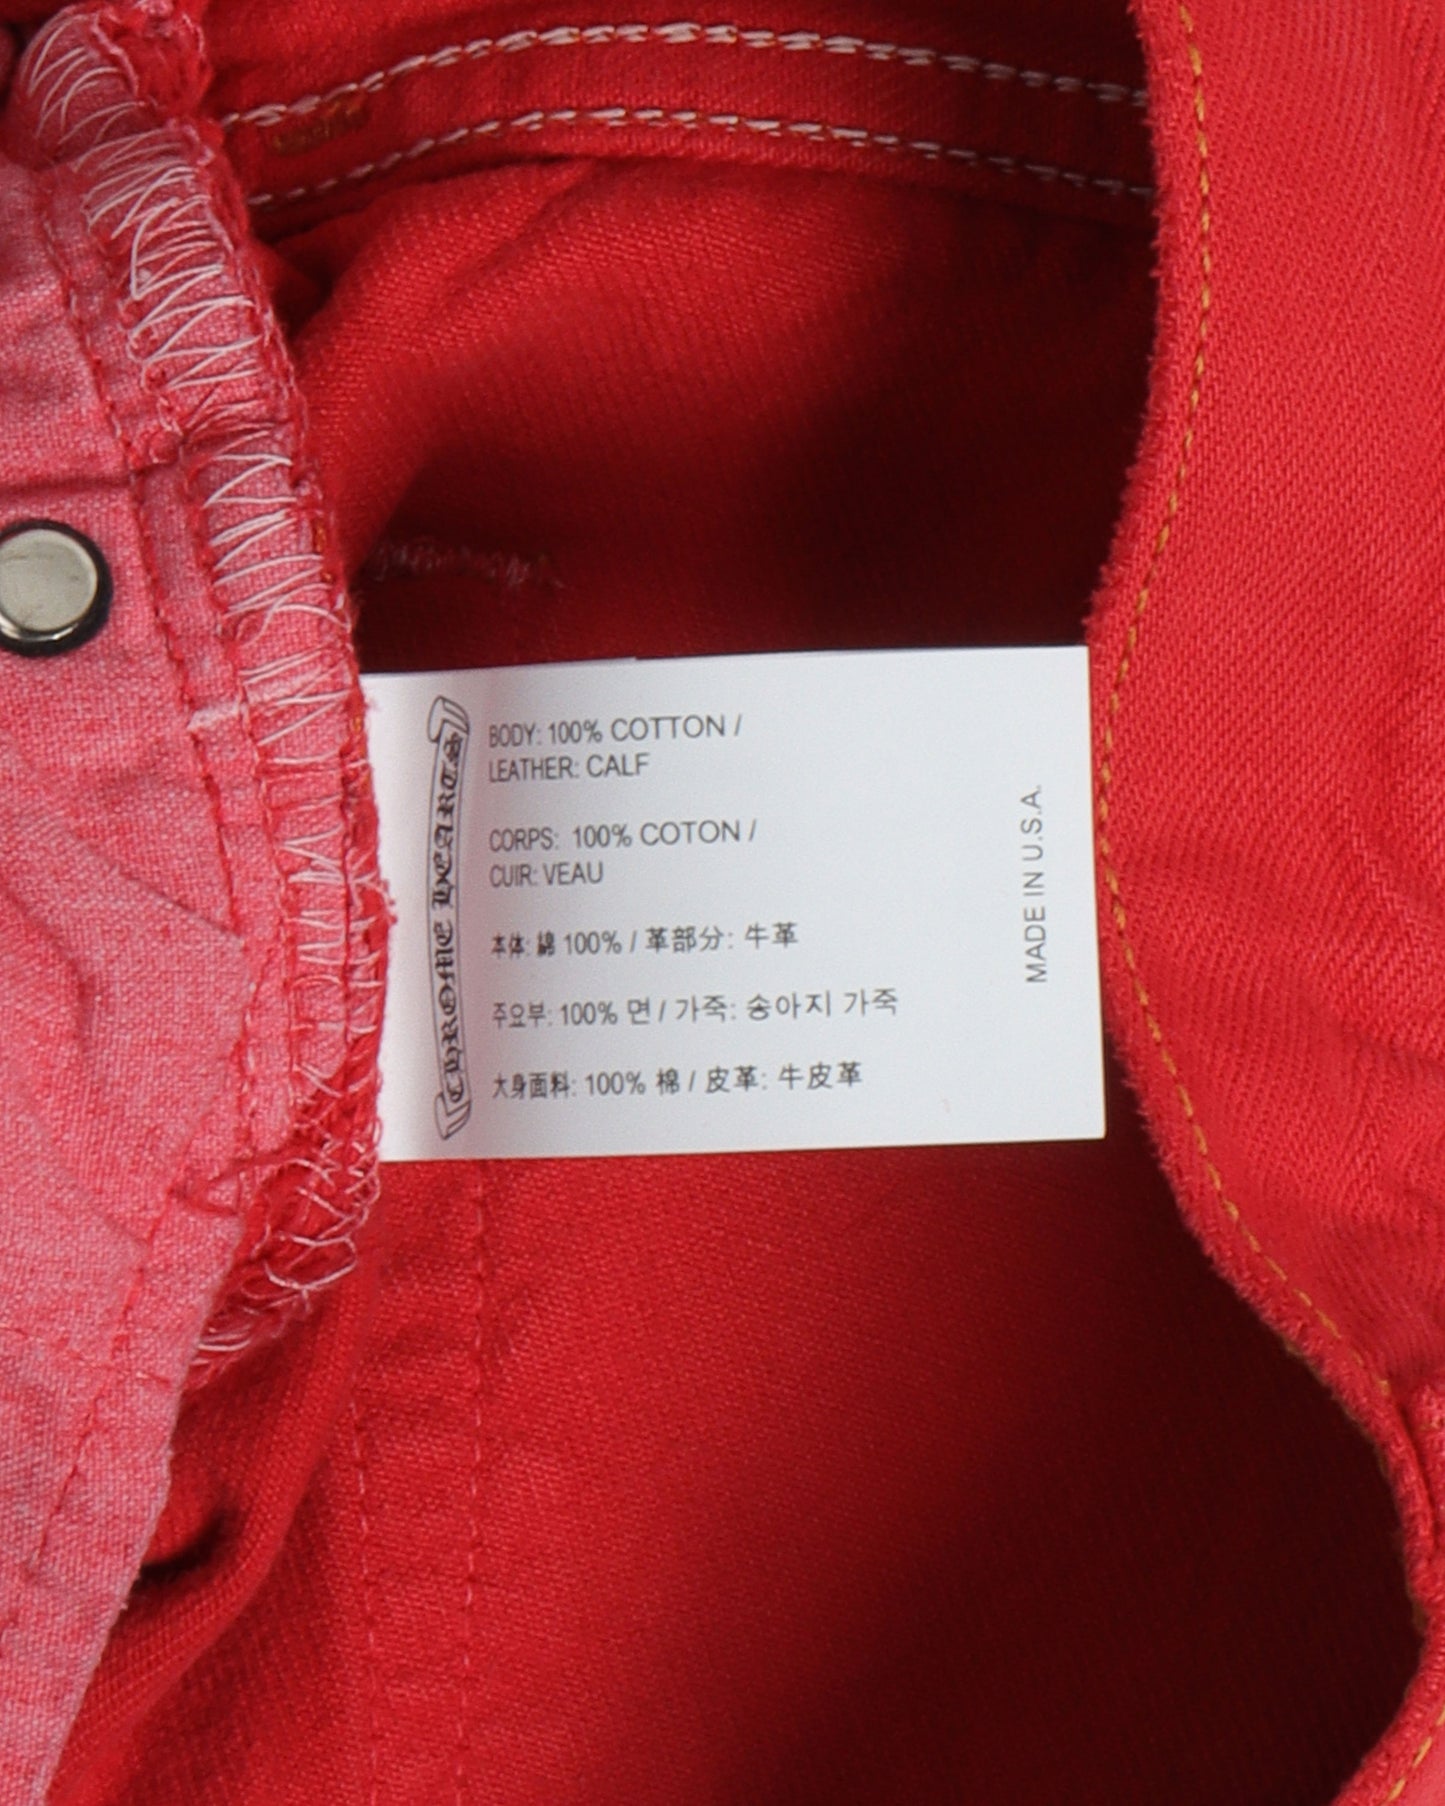 CHROME HEARTS
BODY: 100% COTTON /
LEATHER: CALF
CORPS: 100% COTON /
CUIR: VEAU
本体: 綿 100% / 革部分: 牛革
주요부: 100% 면 / 가죽: 송아지 가죽
大身面料: 100% 棉 / 皮革: 牛皮革
MADE IN U.S.A.